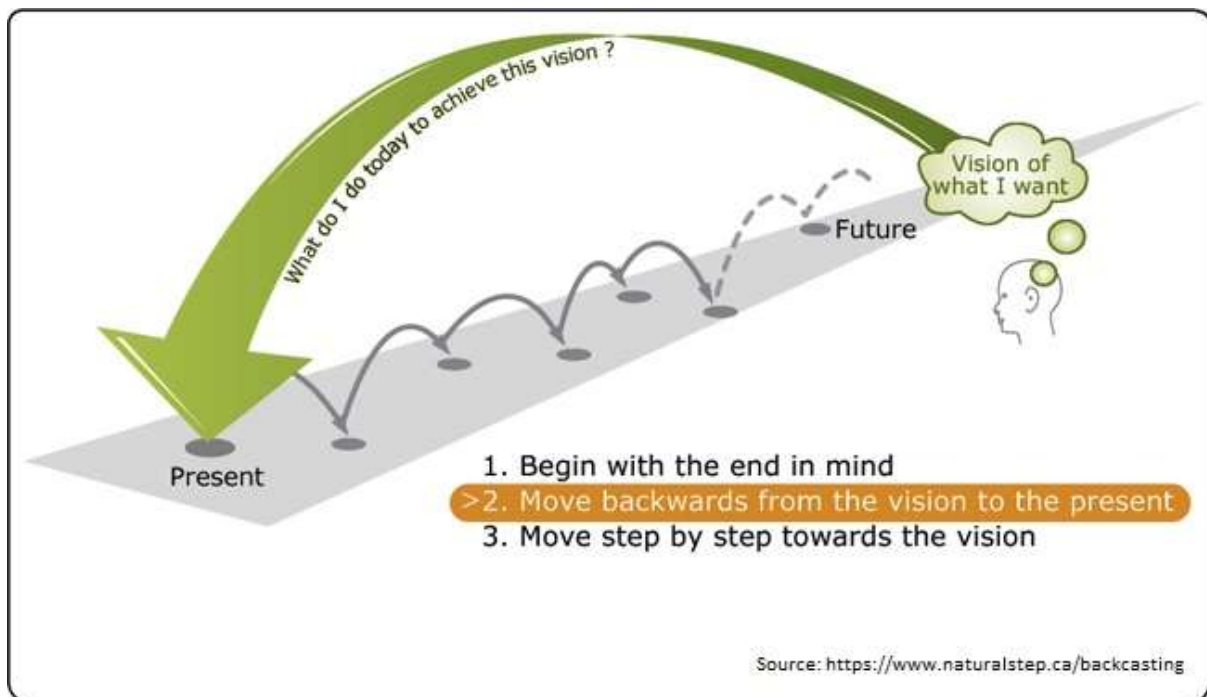 What do I do today to achieve this vision ?
Vision of
what I want
Future
Present
1. Begin with the end in mind
>2. Move backwards from the vision to the present
3. Move step by step towards the vision
Source: https://www.naturalstep.ca/backcasting